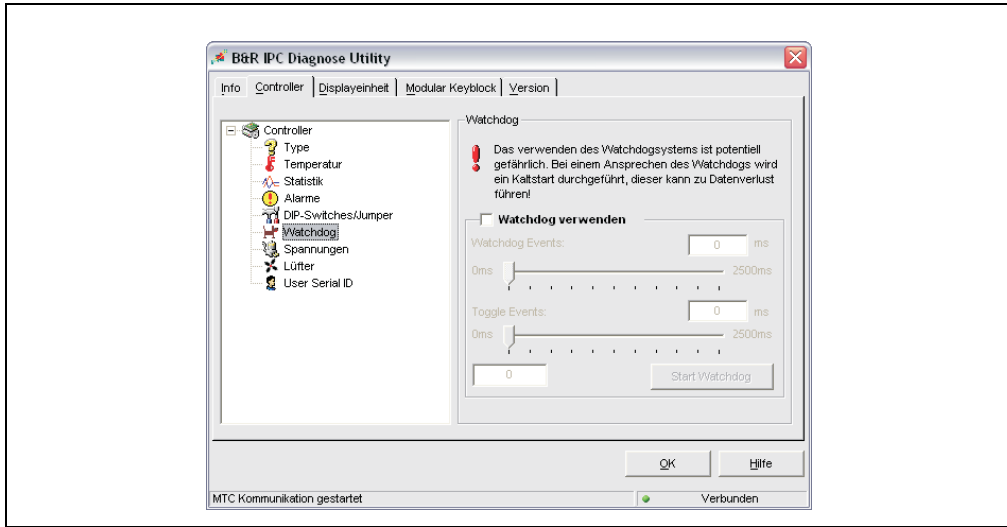 B&R IPC Diagnose Utility
Info Controller Displayeinheit Modular Keyblock Version
Controller
Type
Temperatur
Statistik
Alarme
DIP-Switches/Jumper
Watchdog
Spannungen
Lüfter
User Serial ID
Watchdog
Das verwenden des Watchdogsystems ist potentiell
gefährlich. Bei einem Ansprechen des Watchdogs wird
ein Kaltstart durchgeführt, dieser kann zu Datenverlust
führen!
Watchdog verwenden
Watchdog Events: 0 ms
0ms 2500ms
Toggle Events: 0 ms
0ms 2500ms
0 Start Watchdog
OK Hilfe
MTC Kommunikation gestartet Verbunden